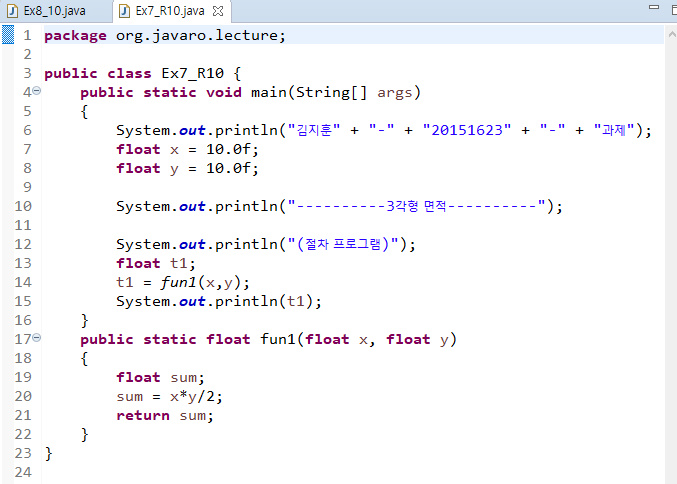 Ex8_10.java Ex7_R10.java
1 package org.javaro.lecture;
2
3 public class Ex7_R10 {
4 public static void main(String[] args)
5 {
6 System.out.println("김지훈" + "-" + "20151623" + "-" + "과제");
7 float x = 10.0f;
8 float y = 10.0f;
9
10 System.out.println("----------3각형 면적----------");
11
12 System.out.println("(절차 프로그램)");
13 float t1;
14 t1 = fun1(x,y);
15 System.out.println(t1);
16 }
17 public static float fun1(float x, float y)
18 {
19 float sum;
20 sum = x*y/2;
21 return sum;
22 }
23 }
24